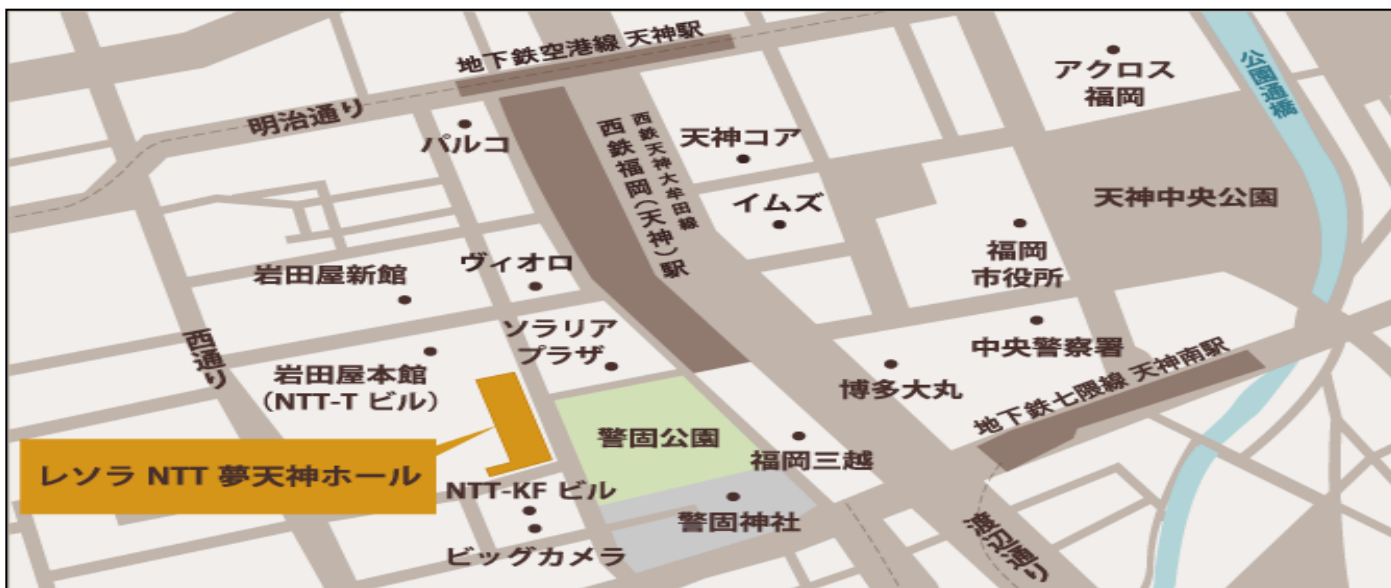 地下鉄空港線 天神駅
明治通り
パルコ
西鉄天神大牟田線
西鉄福岡(天神)駅
天神コア
イムズ
アクロス
福岡
公園通橋
天神中央公園
福岡
市役所
中央警察署
博多大丸
地下鉄七隈線 天神南駅
岩田屋新館
ヴィオロ
ソラリア
プラザ
西通り
岩田屋本館
(NTT-T ビル)
レソラ NTT 夢天神ホール
警固公園
福岡三越
NTT-KF ビル
警固神社
ビッグカメラ
渡辺通り